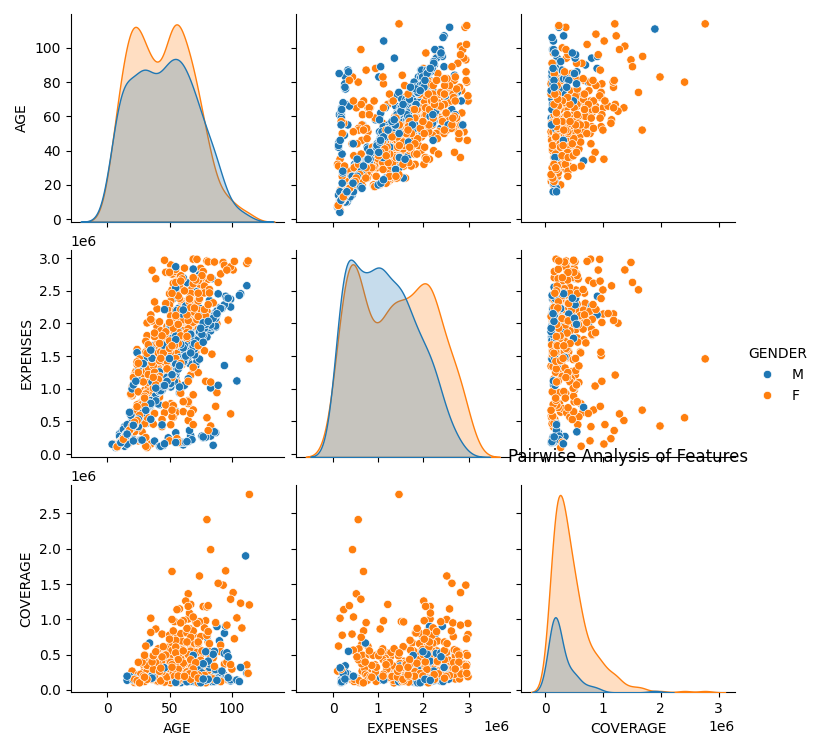 100
80
60
40
20
0
AGE
1e6
3.0
2.5
2.0
1.5
1.0
0.5
0.0
EXPENSES
GENDER
M
F
Pairwise Analysis of Features
1e6
2.5
2.0
1.5
1.0
0.5
0.0
COVERAGE
0 50 100
AGE
0 1 2 3
1e6
EXPENSES
0 1 2 3
1e6
COVERAGE